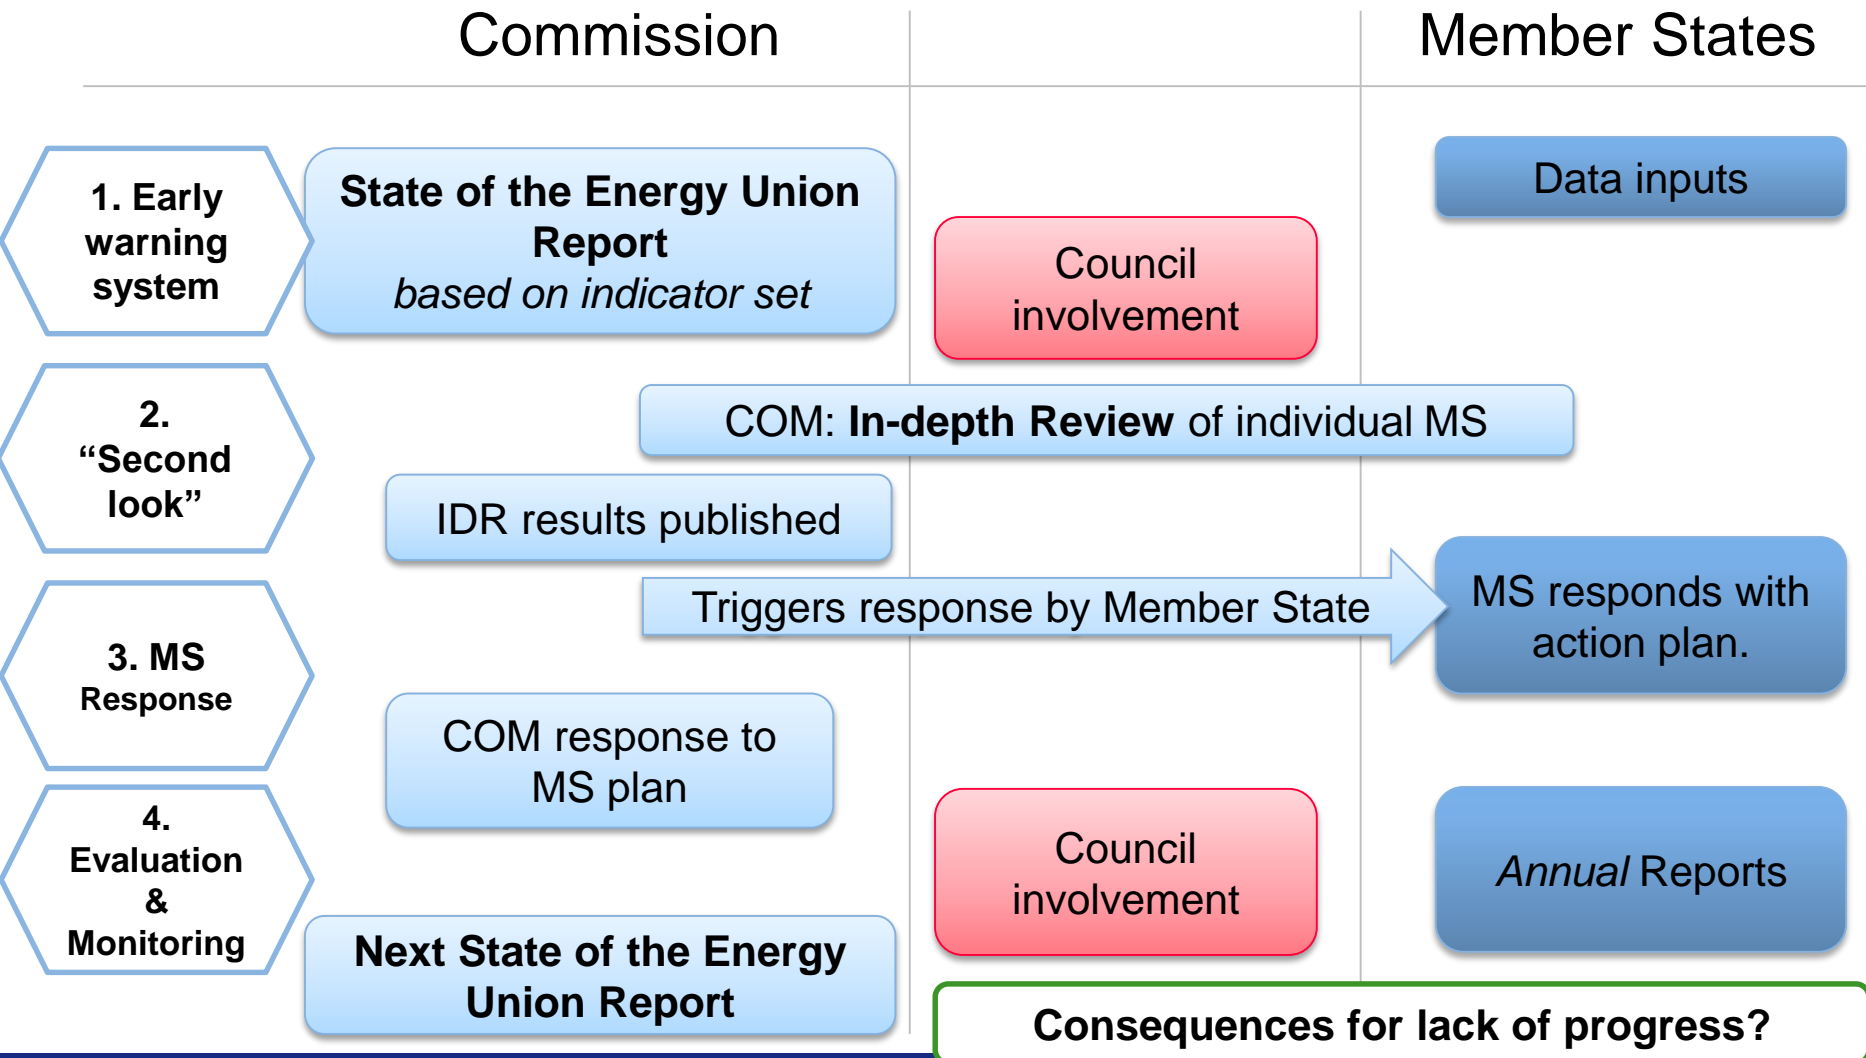 Commission
Member States
1. Early
warning
system
State of the Energy Union
Report
based on indicator set
Council
involvement
Data inputs
2.
“Second
look”
COM: In-depth Review of individual MS
IDR results published
Triggers response by Member State
MS responds with
action plan.
3. MS
Response
COM response to
MS plan
4.
Evaluation
&
Monitoring
Council
involvement
Annual Reports
Next State of the Energy
Union Report
Consequences for lack of progress?